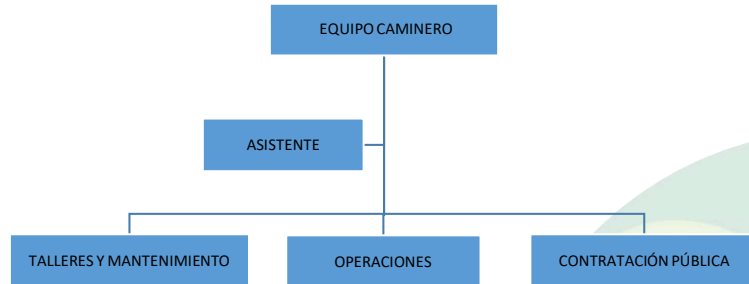 EQUIPO CAMINERO
ASISTENTE
TALLERES Y MANTENIMIENTO
OPERACIONES
CONTRATACIÓN PÚBLICA